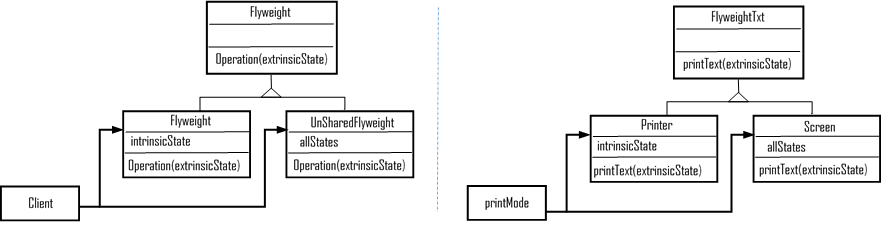 Flyweight
Operation(extrinsicState)
Flyweight
intrinsicState
Operation(extrinsicState)
UnSharedFlyweight
allStates
Operation(extrinsicState)
Client
FlyweightTxt
printText(extrinsicState)
Printer
intrinsicState
printText(extrinsicState)
Screen
allStates
printText(extrinsicState)
printMode